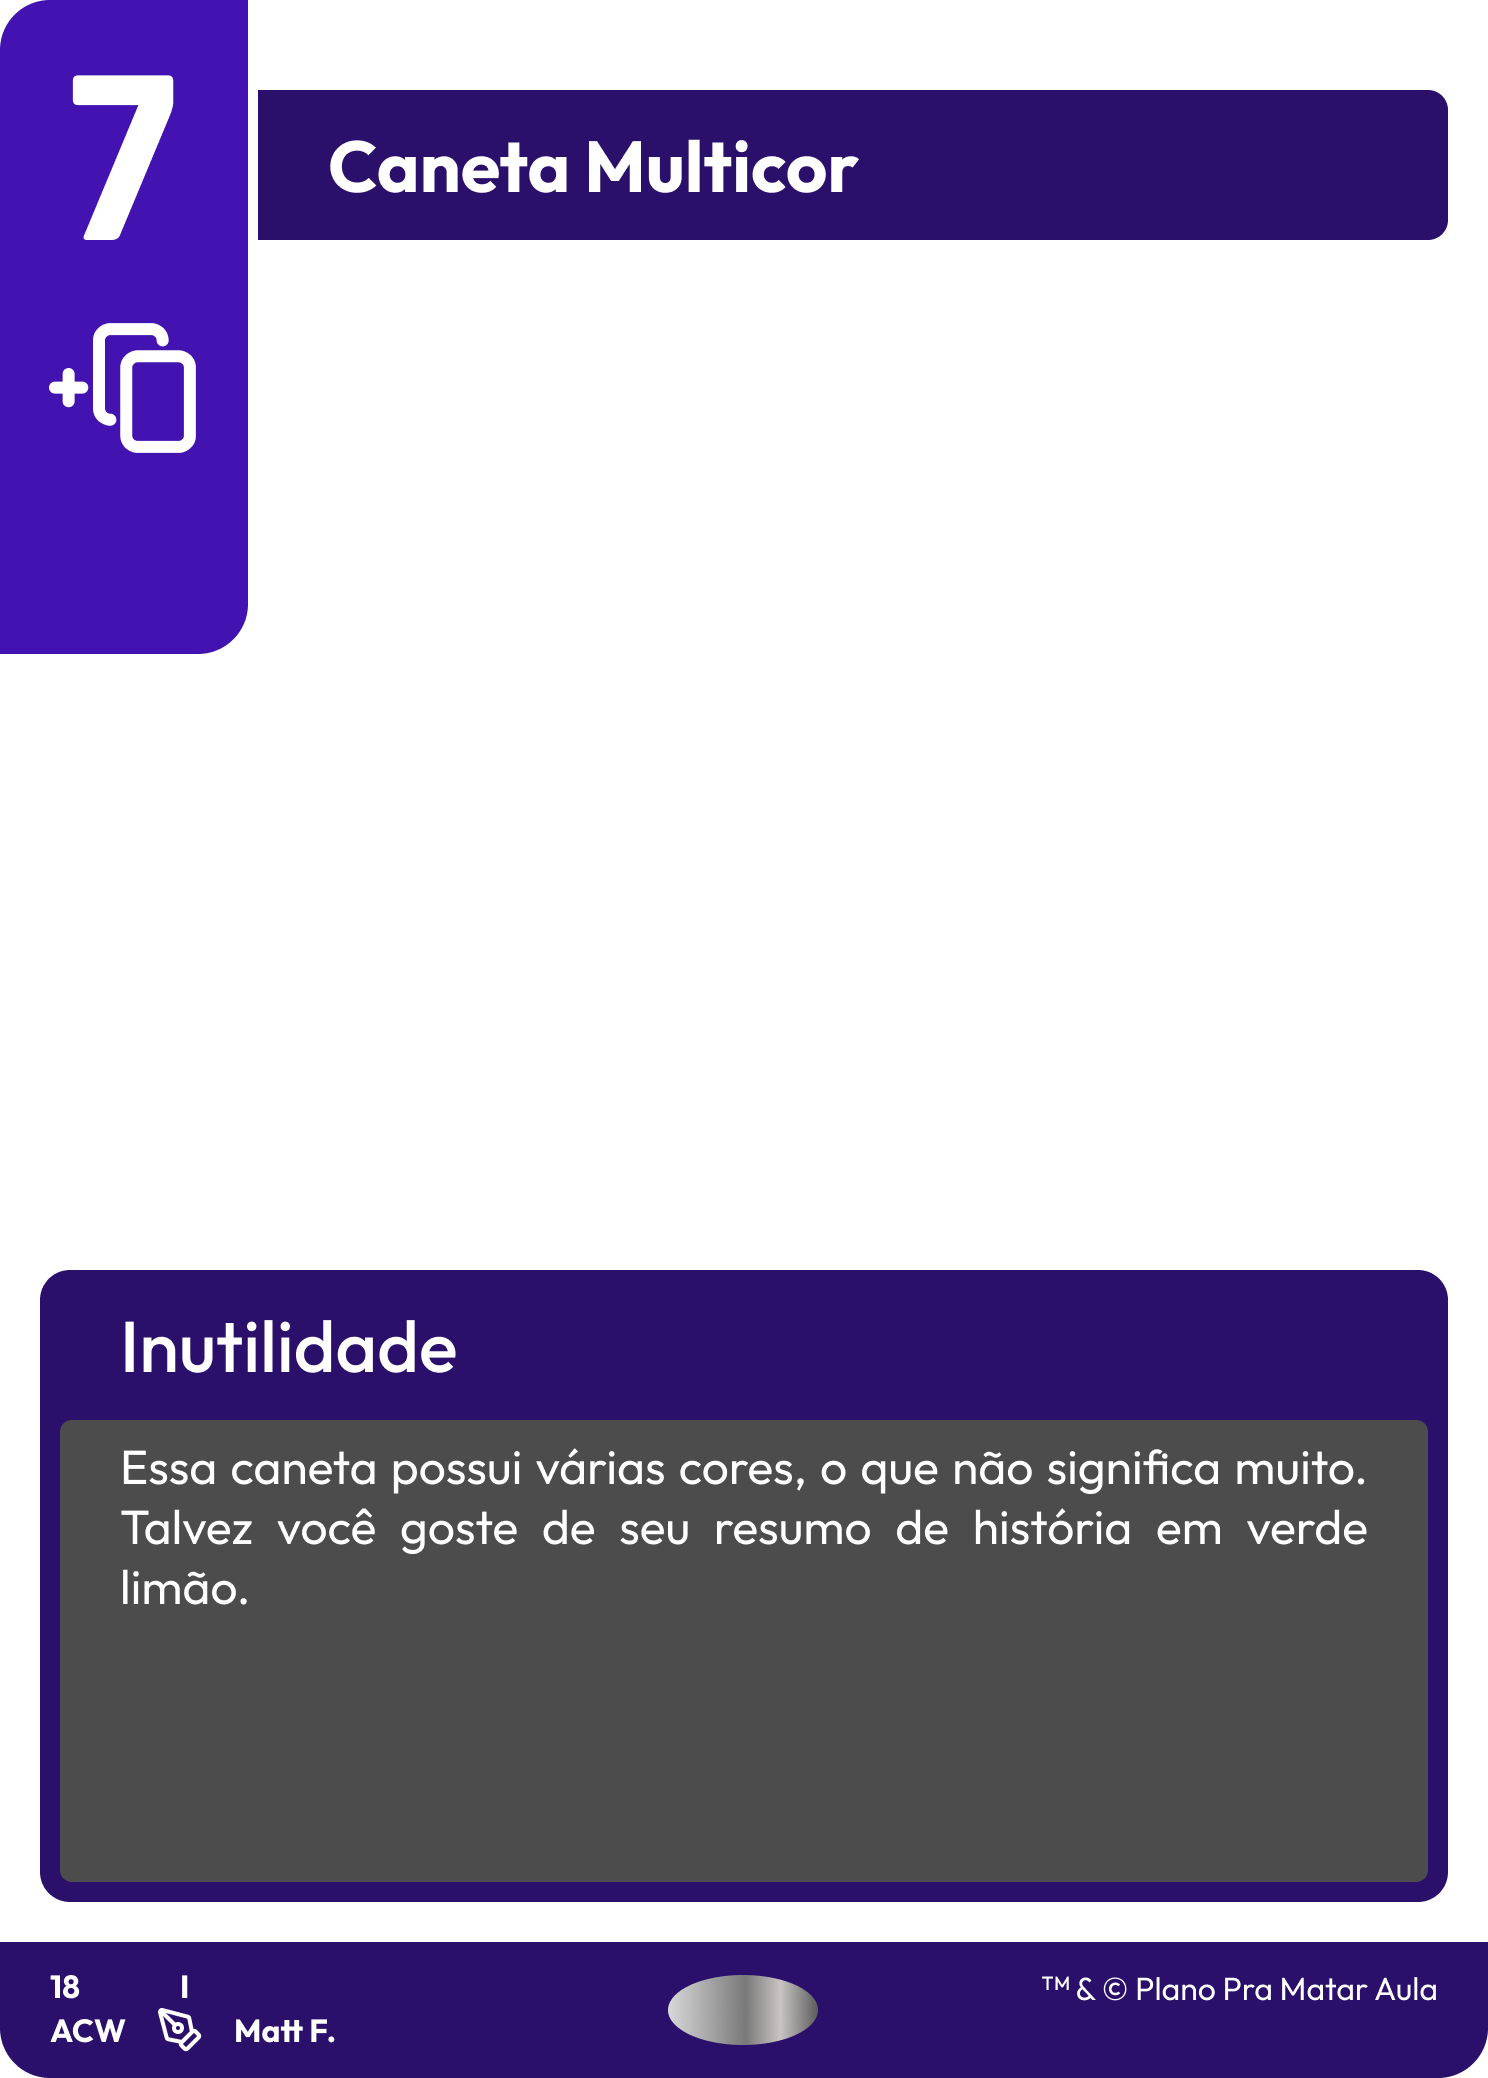 7
Caneta Multicor
Inutilidade
Essa caneta possui várias cores, o que não significa muito.
Talvez você goste de seu resumo de história em verde
limão.
18 I
ACW Matt F.
™ & © Plano Pra Matar Aula